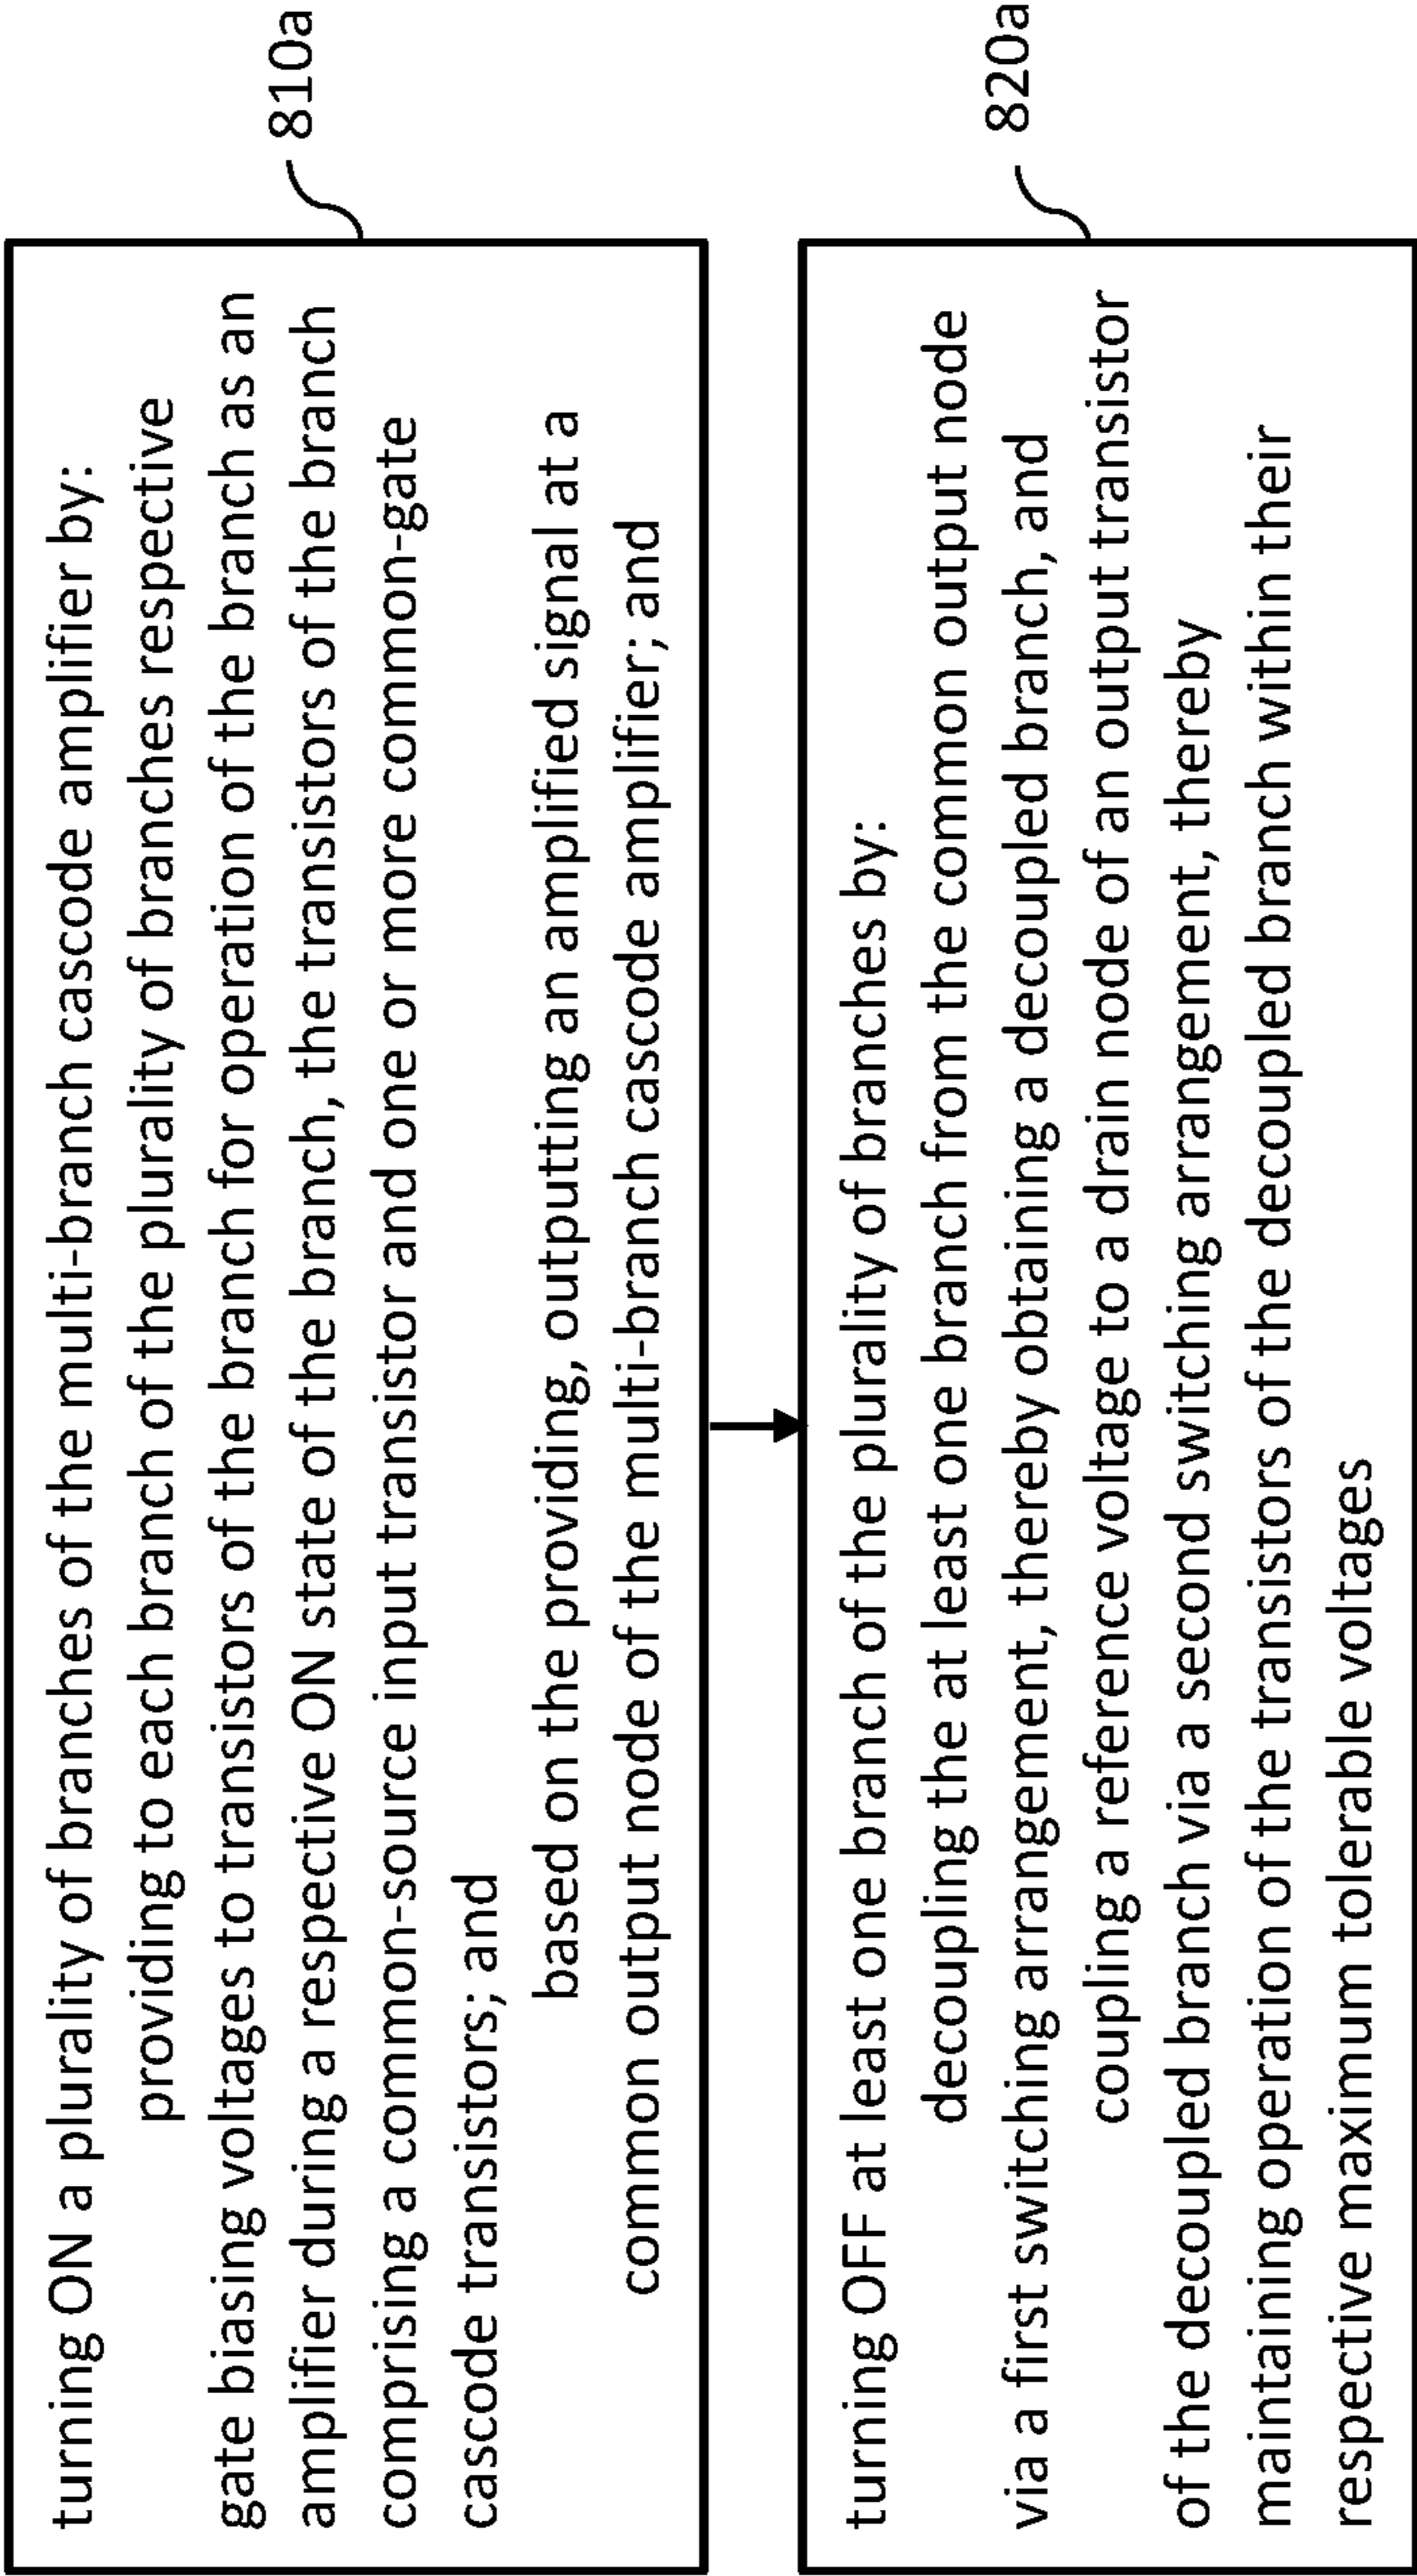 turning ON a plurality of branches of the multi-branch cascode amplifier by:
providing to each branch of the plurality of branches respective
gate biasing voltages to transistors of the branch for operation of the branch as an
amplifier during a respective ON state of the branch, the transistors of the branch
comprising a common-source input transistor and one or more common-gate
cascode transistors; and
based on the providing, outputting an amplified signal at a
common output node of the multi-branch cascode amplifier; and
810a
turning OFF at least one branch of the plurality of branches by:
decoupling the at least one branch from the common output node
via a first switching arrangement, thereby obtaining a decoupled branch, and
coupling a reference voltage to a drain node of an output transistor
of the decoupled branch via a second switching arrangement, thereby
maintaining operation of the transistors of the decoupled branch within their
respective maximum tolerable voltages
820a